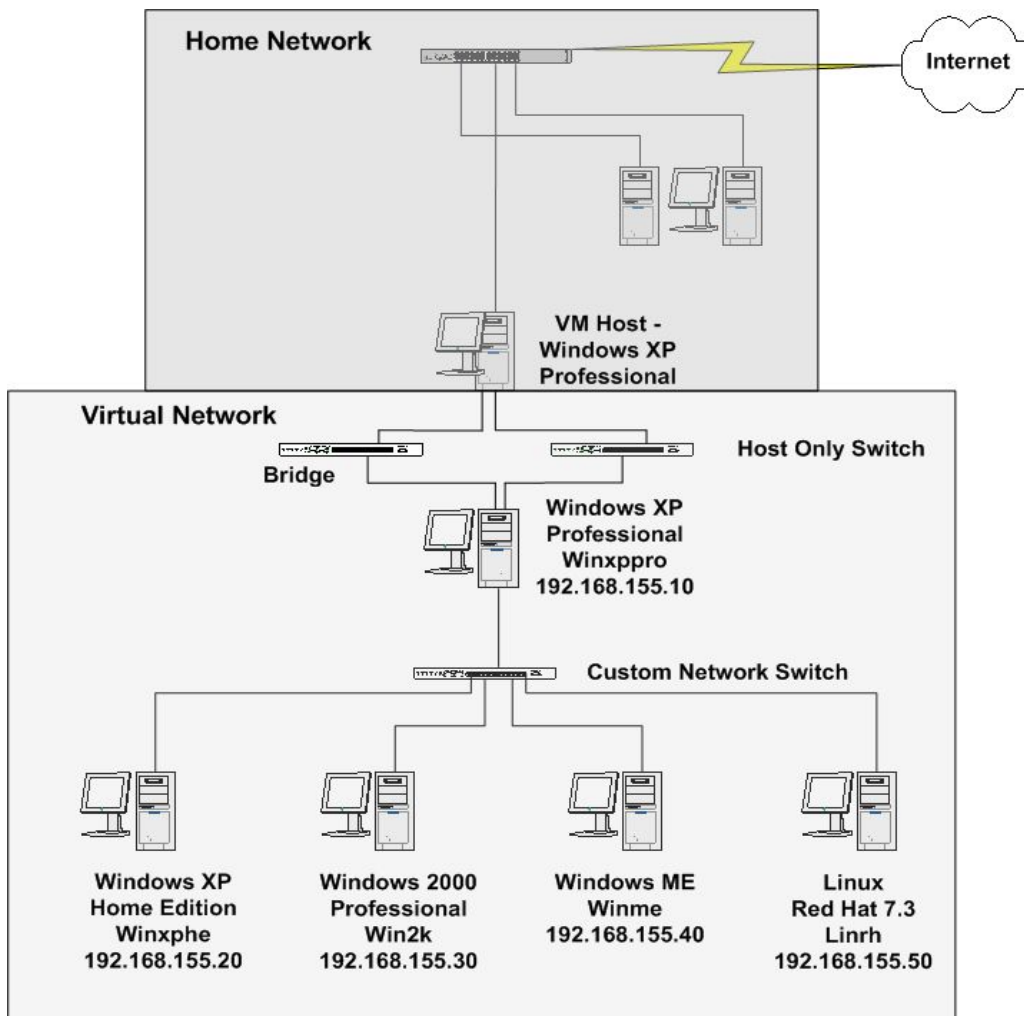 Home Network
Internet
VM Host -
Windows XP
Professional
Virtual Network
Bridge
Host Only Switch
Windows XP
Professional
Winxppro
192.168.155.10
Custom Network Switch
Windows XP
Home Edition
Winxphe
192.168.155.20
Windows 2000
Professional
Win2k
192.168.155.30
Windows ME
Winme
192.168.155.40
Linux
Red Hat 7.3
Linrh
192.168.155.50